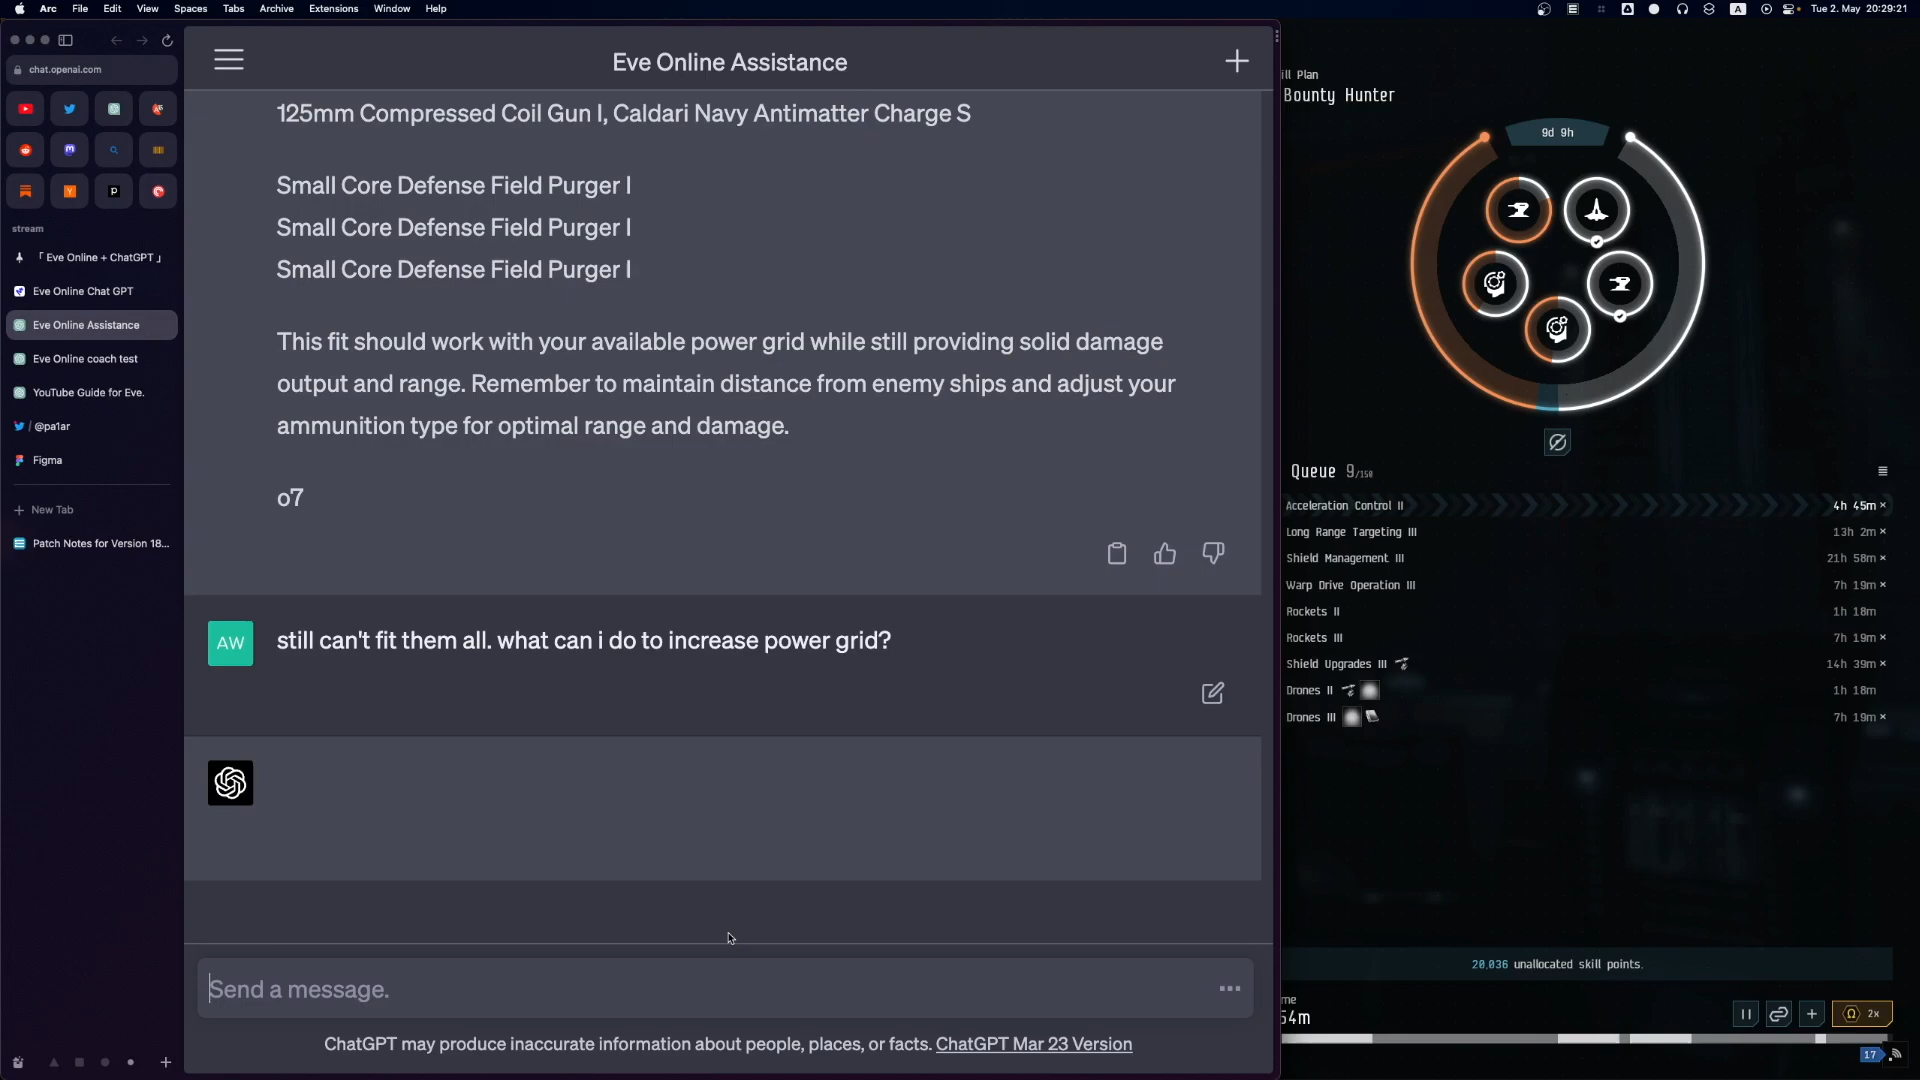 Arc File Edit View Spaces Tabs Archive Extensions Window Help
A Tue 2. May 20:29:21
chat.openai.com
stream
「 Eve Online + ChatGPT 」
Eve Online Chat GPT
Eve Online Assistance
Eve Online coach test
YouTube Guide for Eve.
/ @pa1ar
Figma
New Tab
Patch Notes for Version 18...
Eve Online Assistance
125mm Compressed Coil Gun I, Caldari Navy Antimatter Charge S
Small Core Defense Field Purger I
Small Core Defense Field Purger I
Small Core Defense Field Purger I
This fit should work with your available power grid while still providing solid damage
output and range. Remember to maintain distance from enemy ships and adjust your
ammunition type for optimal range and damage.
o7
AW still can't fit them all. what can i do to increase power grid?
Send a message.
ChatGPT may produce inaccurate information about people, places, or facts. ChatGPT Mar 23 Version
ill Plan
Bounty Hunter
9d 9h
Queue 9/150
Acceleration Control II 4h 45m ×
Long Range Targeting III 13h 2m ×
Shield Management III 21h 58m ×
Warp Drive Operation III 7h 19m ×
Rockets II 1h 18m
Rockets III 7h 19m ×
Shield Upgrades III 14h 39m ×
Drones II 1h 18m
Drones III 7h 19m ×
20,036 unallocated skill points.
me
54m
Ω 2x
17